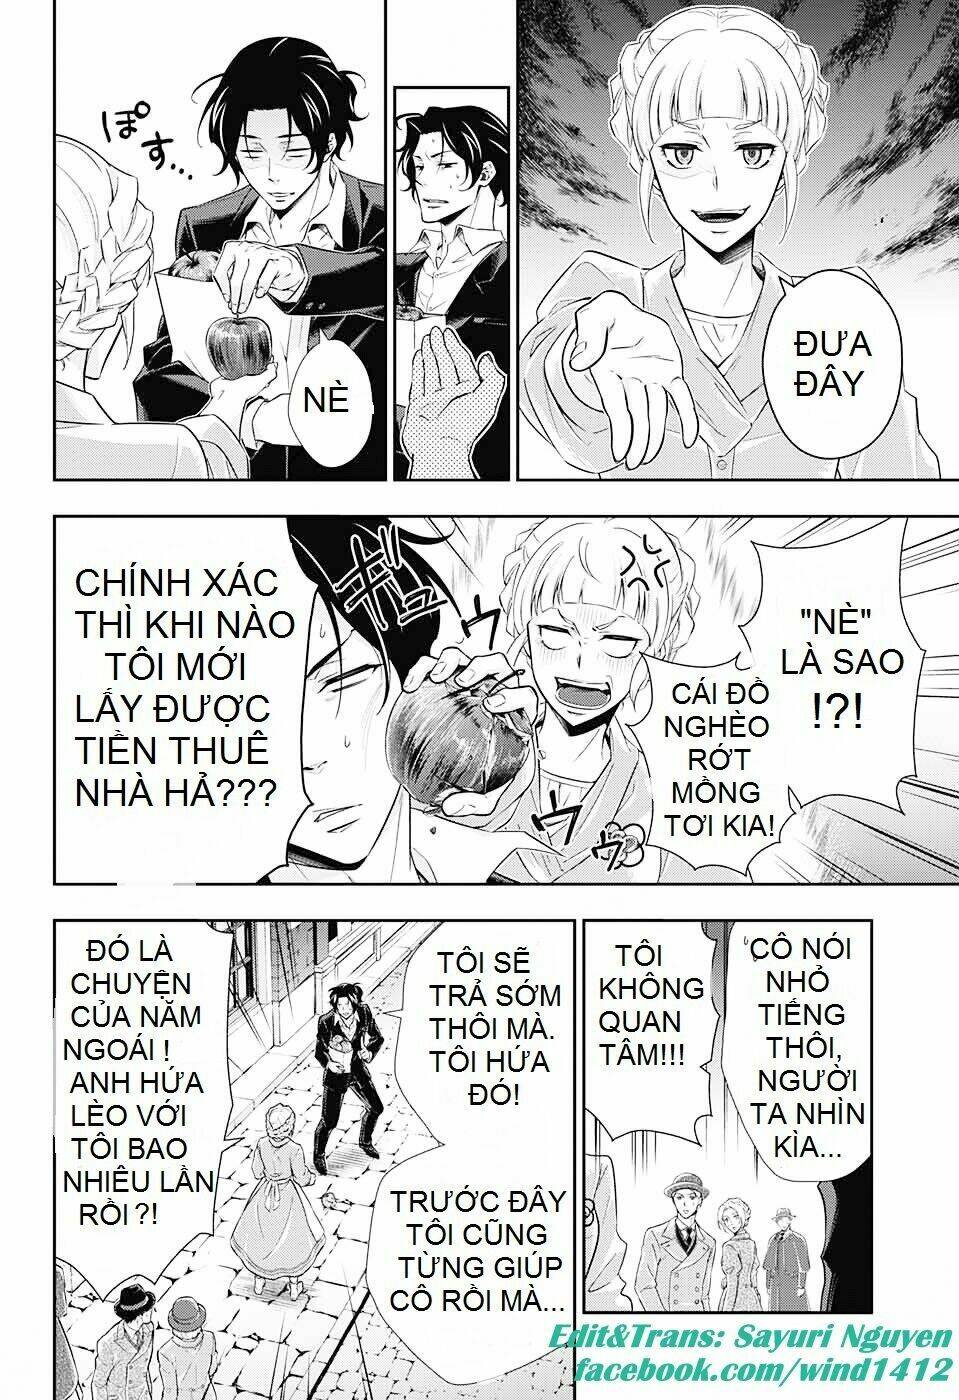 ĐƯA
ĐÂY
ぽす...
NÈ
"NÈ"
LÀ SAO
!?!
CÁI ĐỒ
NGHÈO
RỚT
MỒNG
TƠI KIA!
ギュウウ
CHÍNH XÁC
THÌ KHI NÀO
TÔI MỚI
LẤY ĐƯỢC
TIỀN THUÊ
NHÀ HẢ???
CÔ NÓI
NHỎ
TIẾNG
THÔI,
NGƯỜI
TA NHÌN
KÌA...
TÔI
KHÔNG
QUAN
TÂM!!!
TÔI SẼ
TRẢ SỚM
THÔI MÀ.
TÔI HỨA
ĐÓ!
TRƯỚC ĐÂY
TÔI CŨNG
TỪNG GIÚP
CÔ RỒI MÀ...
ĐÓ LÀ
CHUYỆN
CỦA NĂM
NGOÁI !
ANH HỨA
LÈO VỚI
TÔI BAO
NHIÊU LẦN
RỒI ?!
Edit&Trans: Sayuri Nguyen
facebook.com/wind1412